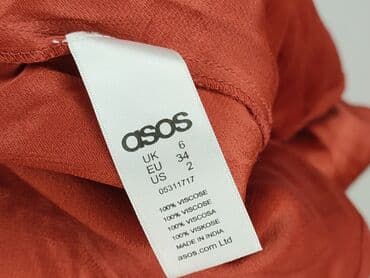 asos
UK 6
EU 34
US 2
05311717
100% VISCOSE
100% VISCOSE
100% VISCOSA
100% VISKOSE
MADE IN INDIA
asos.com Ltd